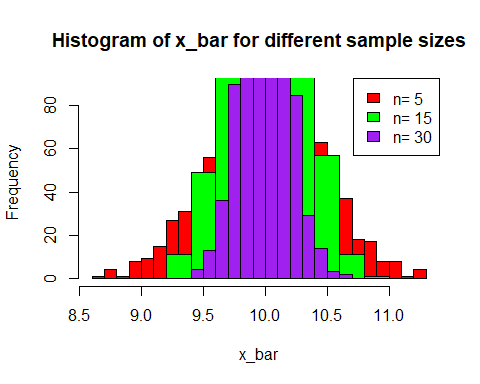 Histogram of x_bar for different sample sizes
n= 5
n= 15
n= 30
Frequency
80
60
40
20
0
8.5 9.0 9.5 10.0 10.5 11.0
x_bar